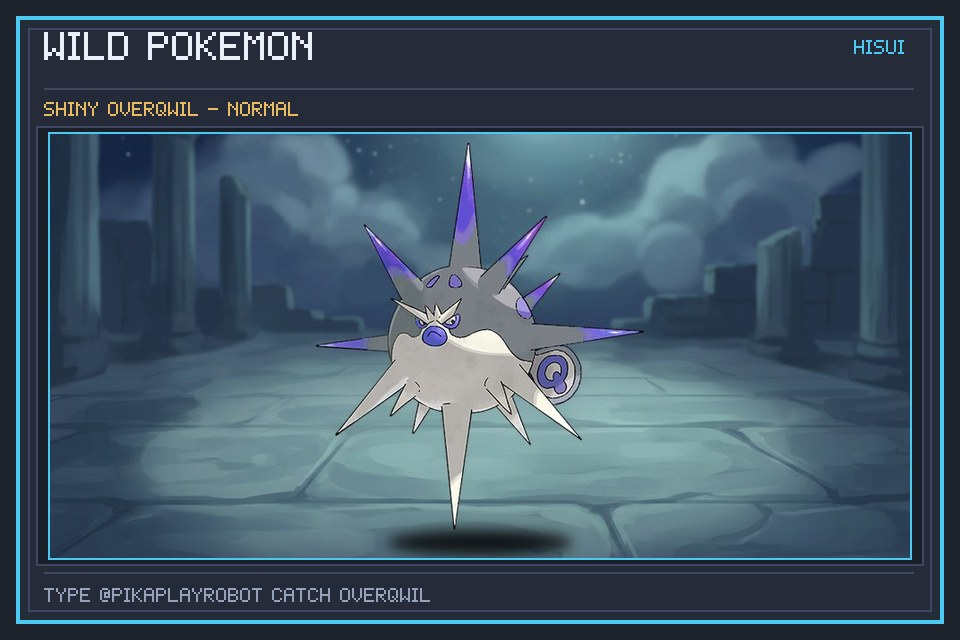 WILD POKEMON
HISUI
SHINY OVERQWIL - NORMAL
Q
TYPE @PIKAPLAYROBOT CATCH OVERQWIL